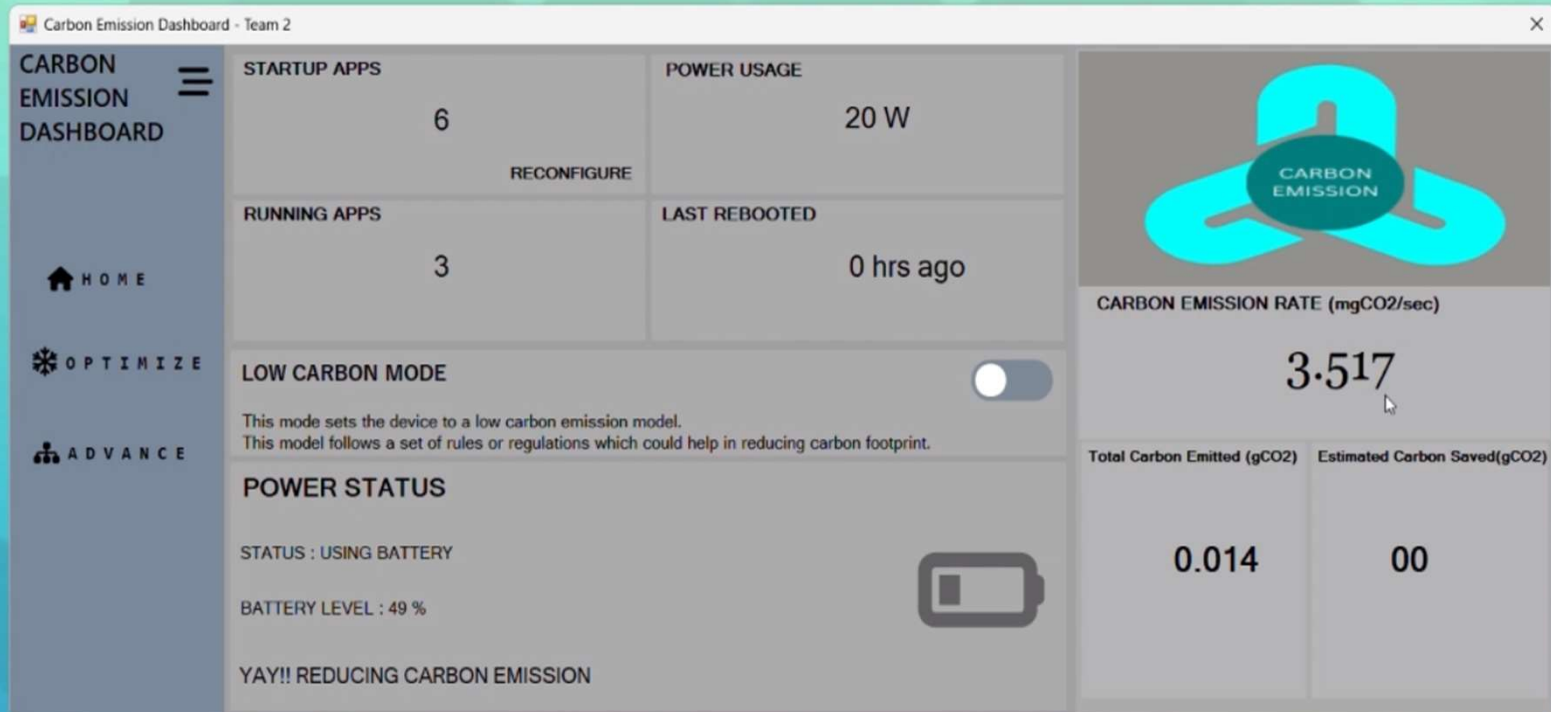 Carbon Emission Dashboard - Team 2
CARBON
EMISSION
DASHBOARD
HOME
OPTIMIZE
ADVANCE
STARTUP APPS
6
RECONFIGURE
POWER USAGE
20 W
RUNNING APPS
3
LAST REBOOTED
0 hrs ago
LOW CARBON MODE
This mode sets the device to a low carbon emission model.
This model follows a set of rules or regulations which could help in reducing carbon footprint.
POWER STATUS
STATUS : USING BATTERY
BATTERY LEVEL : 49 %
YAY!! REDUCING CARBON EMISSION
CARBON
EMISSION
CARBON EMISSION RATE (mgCO2/sec)
3.517
Total Carbon Emitted (gCO2)
0.014
Estimated Carbon Saved(gCO2)
00